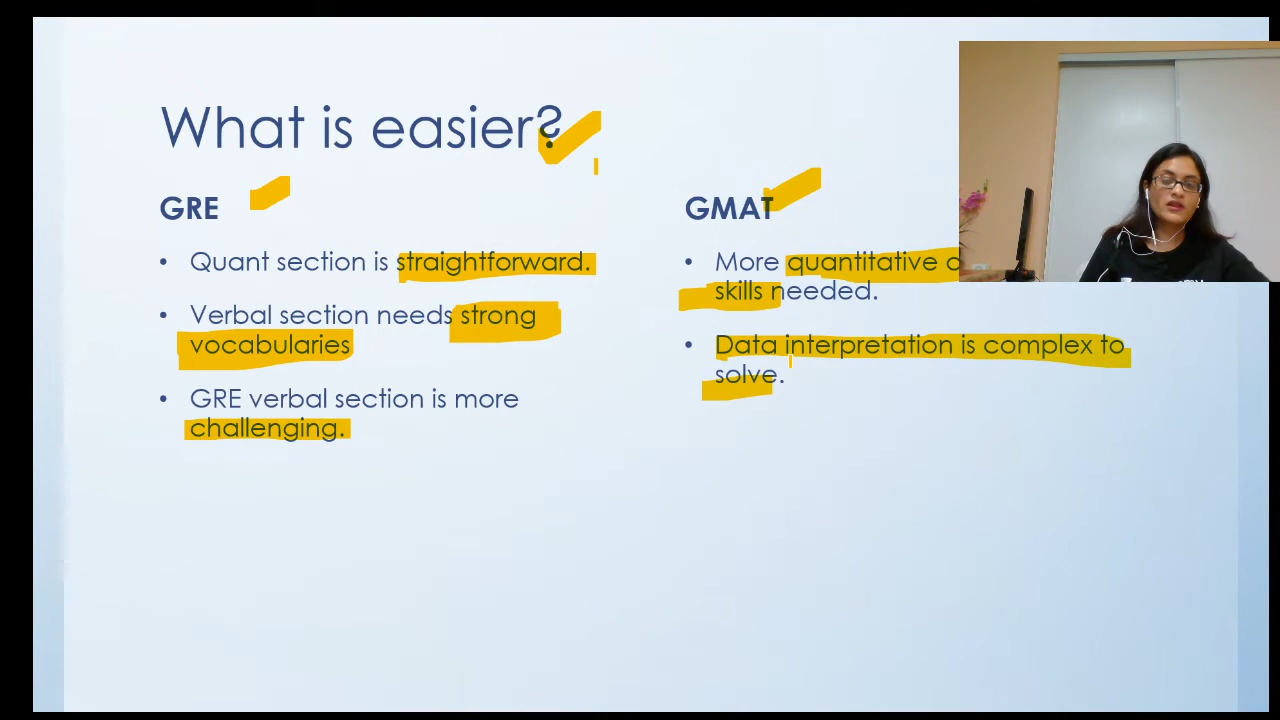 What is easier?
GRE
• Quant section is straightforward.
• Verbal section needs strong
vocabularies
• GRE verbal section is more
challenging.
GMAT
• More quantitative
skills needed.
• Data interpretation is complex to
solve.